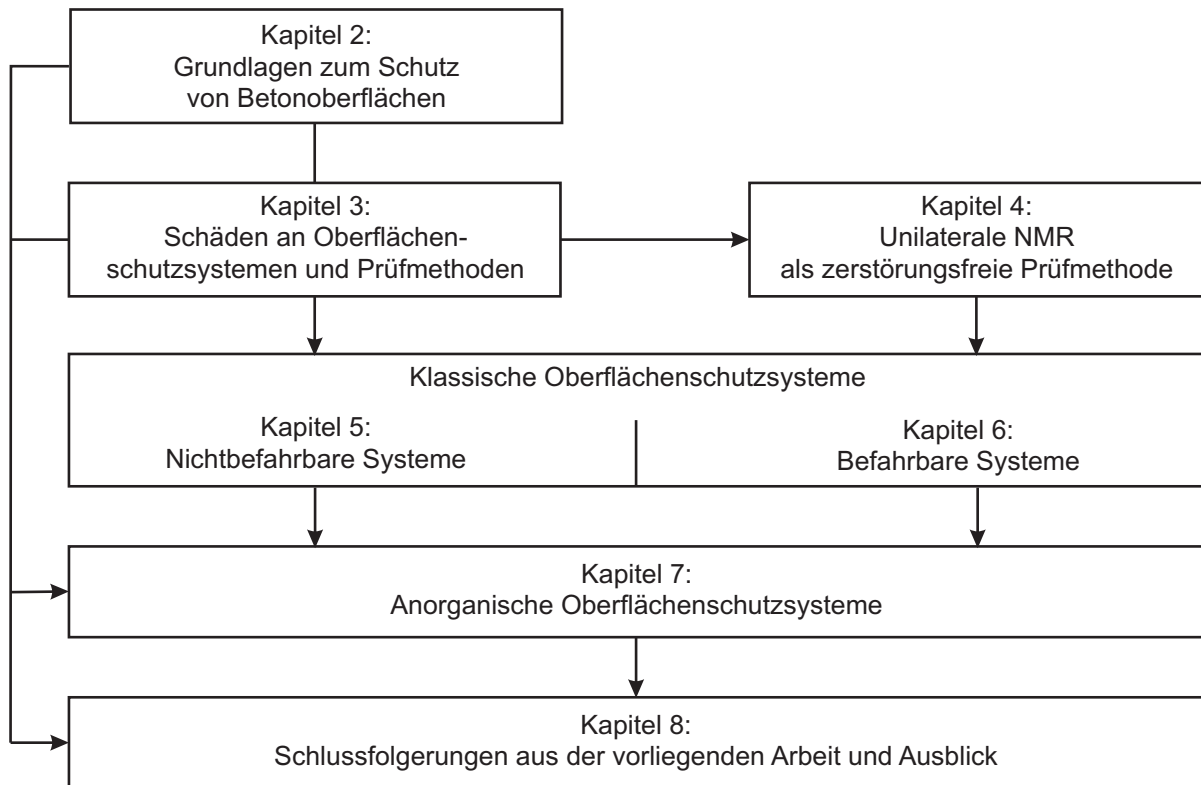 Kapitel 2:
Grundlagen zum Schutz
von Betonoberflächen
Kapitel 3:
Schäden an Oberflächen-
schutzsystemen und Prüfmethoden
Kapitel 4:
Unilaterale NMR
als zerstörungsfreie Prüfmethode
Klassische Oberflächenschutzsysteme
Kapitel 5:
Nichtbefahrbare Systeme
Kapitel 6:
Befahrbare Systeme
Kapitel 7:
Anorganische Oberflächenschutzsysteme
Kapitel 8:
Schlussfolgerungen aus der vorliegenden Arbeit und Ausblick